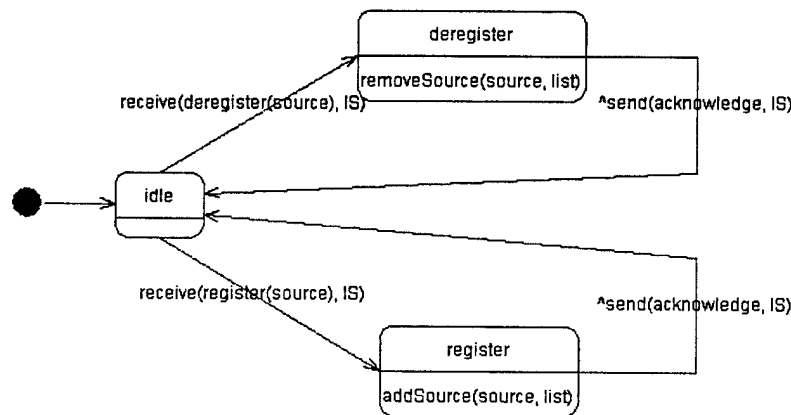 deregister
removeSource(source, list)
receive(deregister(source), IS)
^send(acknowledge, IS)
idle
receive(register(source), IS)
^send(acknowledge, IS)
register
addSource(source, list)